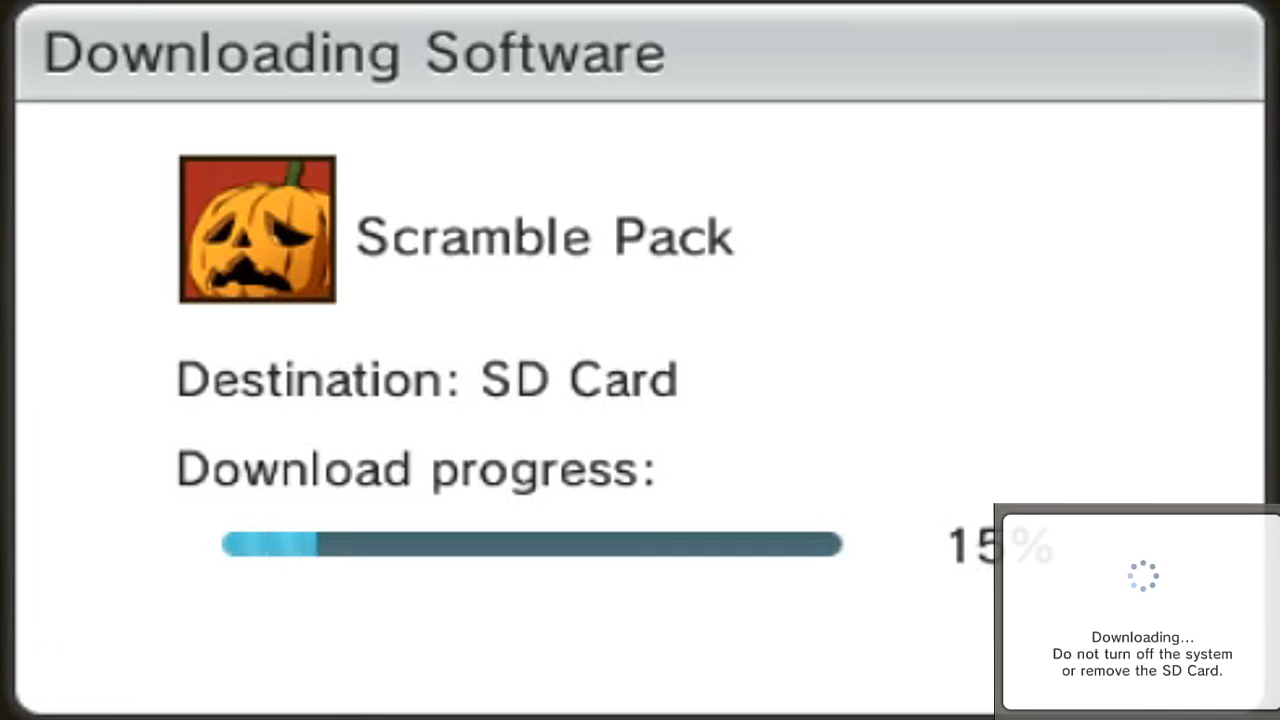 Downloading Software
Scramble Pack
Destination: SD Card
Download progress:
15%
Downloading...
Do not turn off the system
or remove the SD Card.